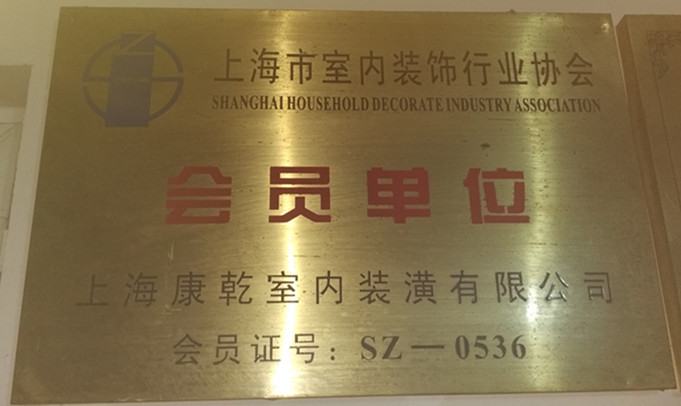 上海市室内装饰行业协会
SHANGHAI HOUSEHOLD DECORATE INDUSTRY ASSOCIATION
会员单位
上海康乾室内装潢有限公司
会员证号：SZ—0536